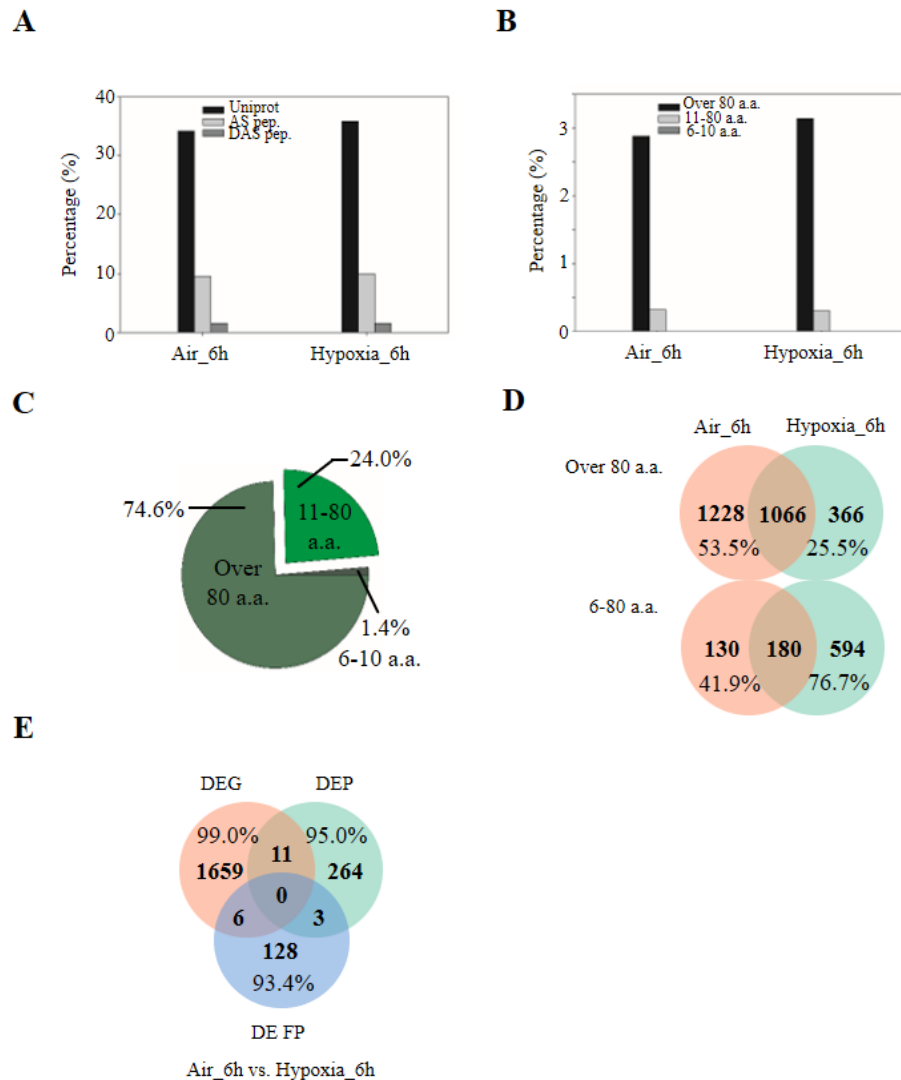 A
B
40
30
20
10
0
Percentage (%)
Uniprot
AS pep.
DAS pep.
Air_6h
Hypoxia_6h
3
2
1
0
Percentage (%)
Over 80 a.a.
11-80 a.a.
6-10 a.a.
Air_6h
Hypoxia_6h
C
24.0%
74.6%
11-80
a.a.
Over
80 a.a.
1.4%
6-10 a.a.
D
Air_6h
Hypoxia_6h
Over 80 a.a.
1228 1066 366
53.5% 25.5%
6-80 a.a.
130 180 594
41.9% 76.7%
E
DEG
DEP
99.0% 95.0%
11
1659 264
0
6 3
128
93.4%
DE FP
Air_6h vs. Hypoxia_6h